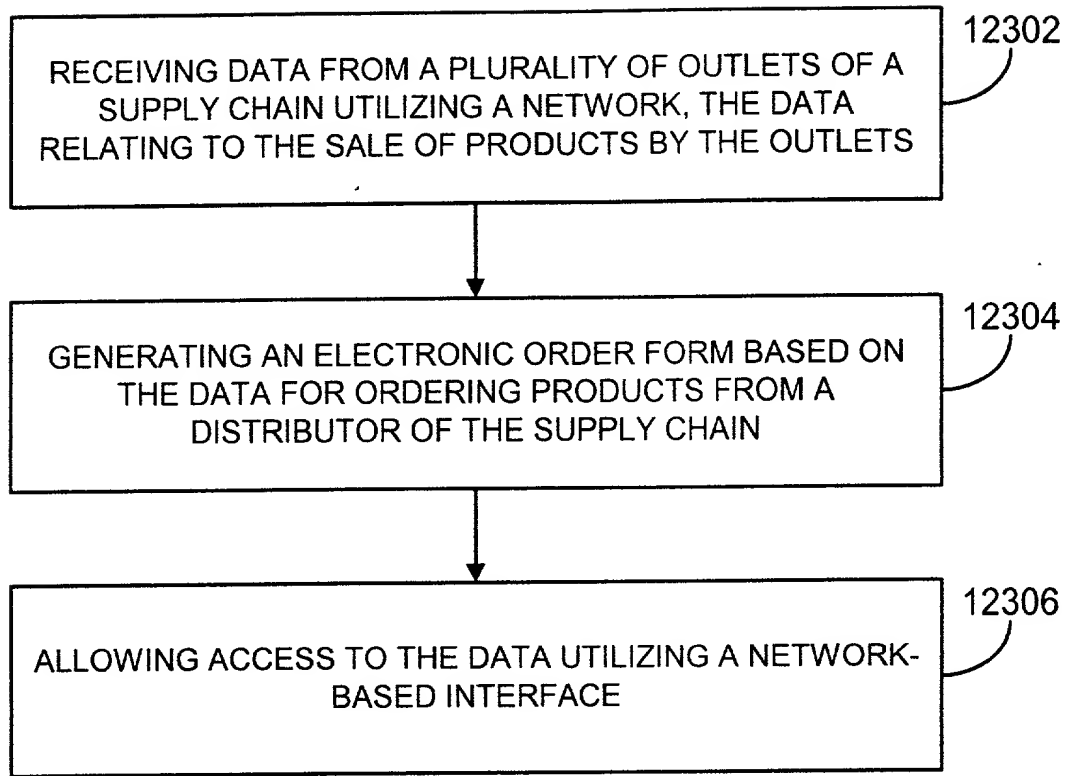 12302
RECEIVING DATA FROM A PLURALITY OF OUTLETS OF A
SUPPLY CHAIN UTILIZING A NETWORK, THE DATA
RELATING TO THE SALE OF PRODUCTS BY THE OUTLETS
12304
GENERATING AN ELECTRONIC ORDER FORM BASED ON
THE DATA FOR ORDERING PRODUCTS FROM A
DISTRIBUTOR OF THE SUPPLY CHAIN
12306
ALLOWING ACCESS TO THE DATA UTILIZING A NETWORK-
BASED INTERFACE